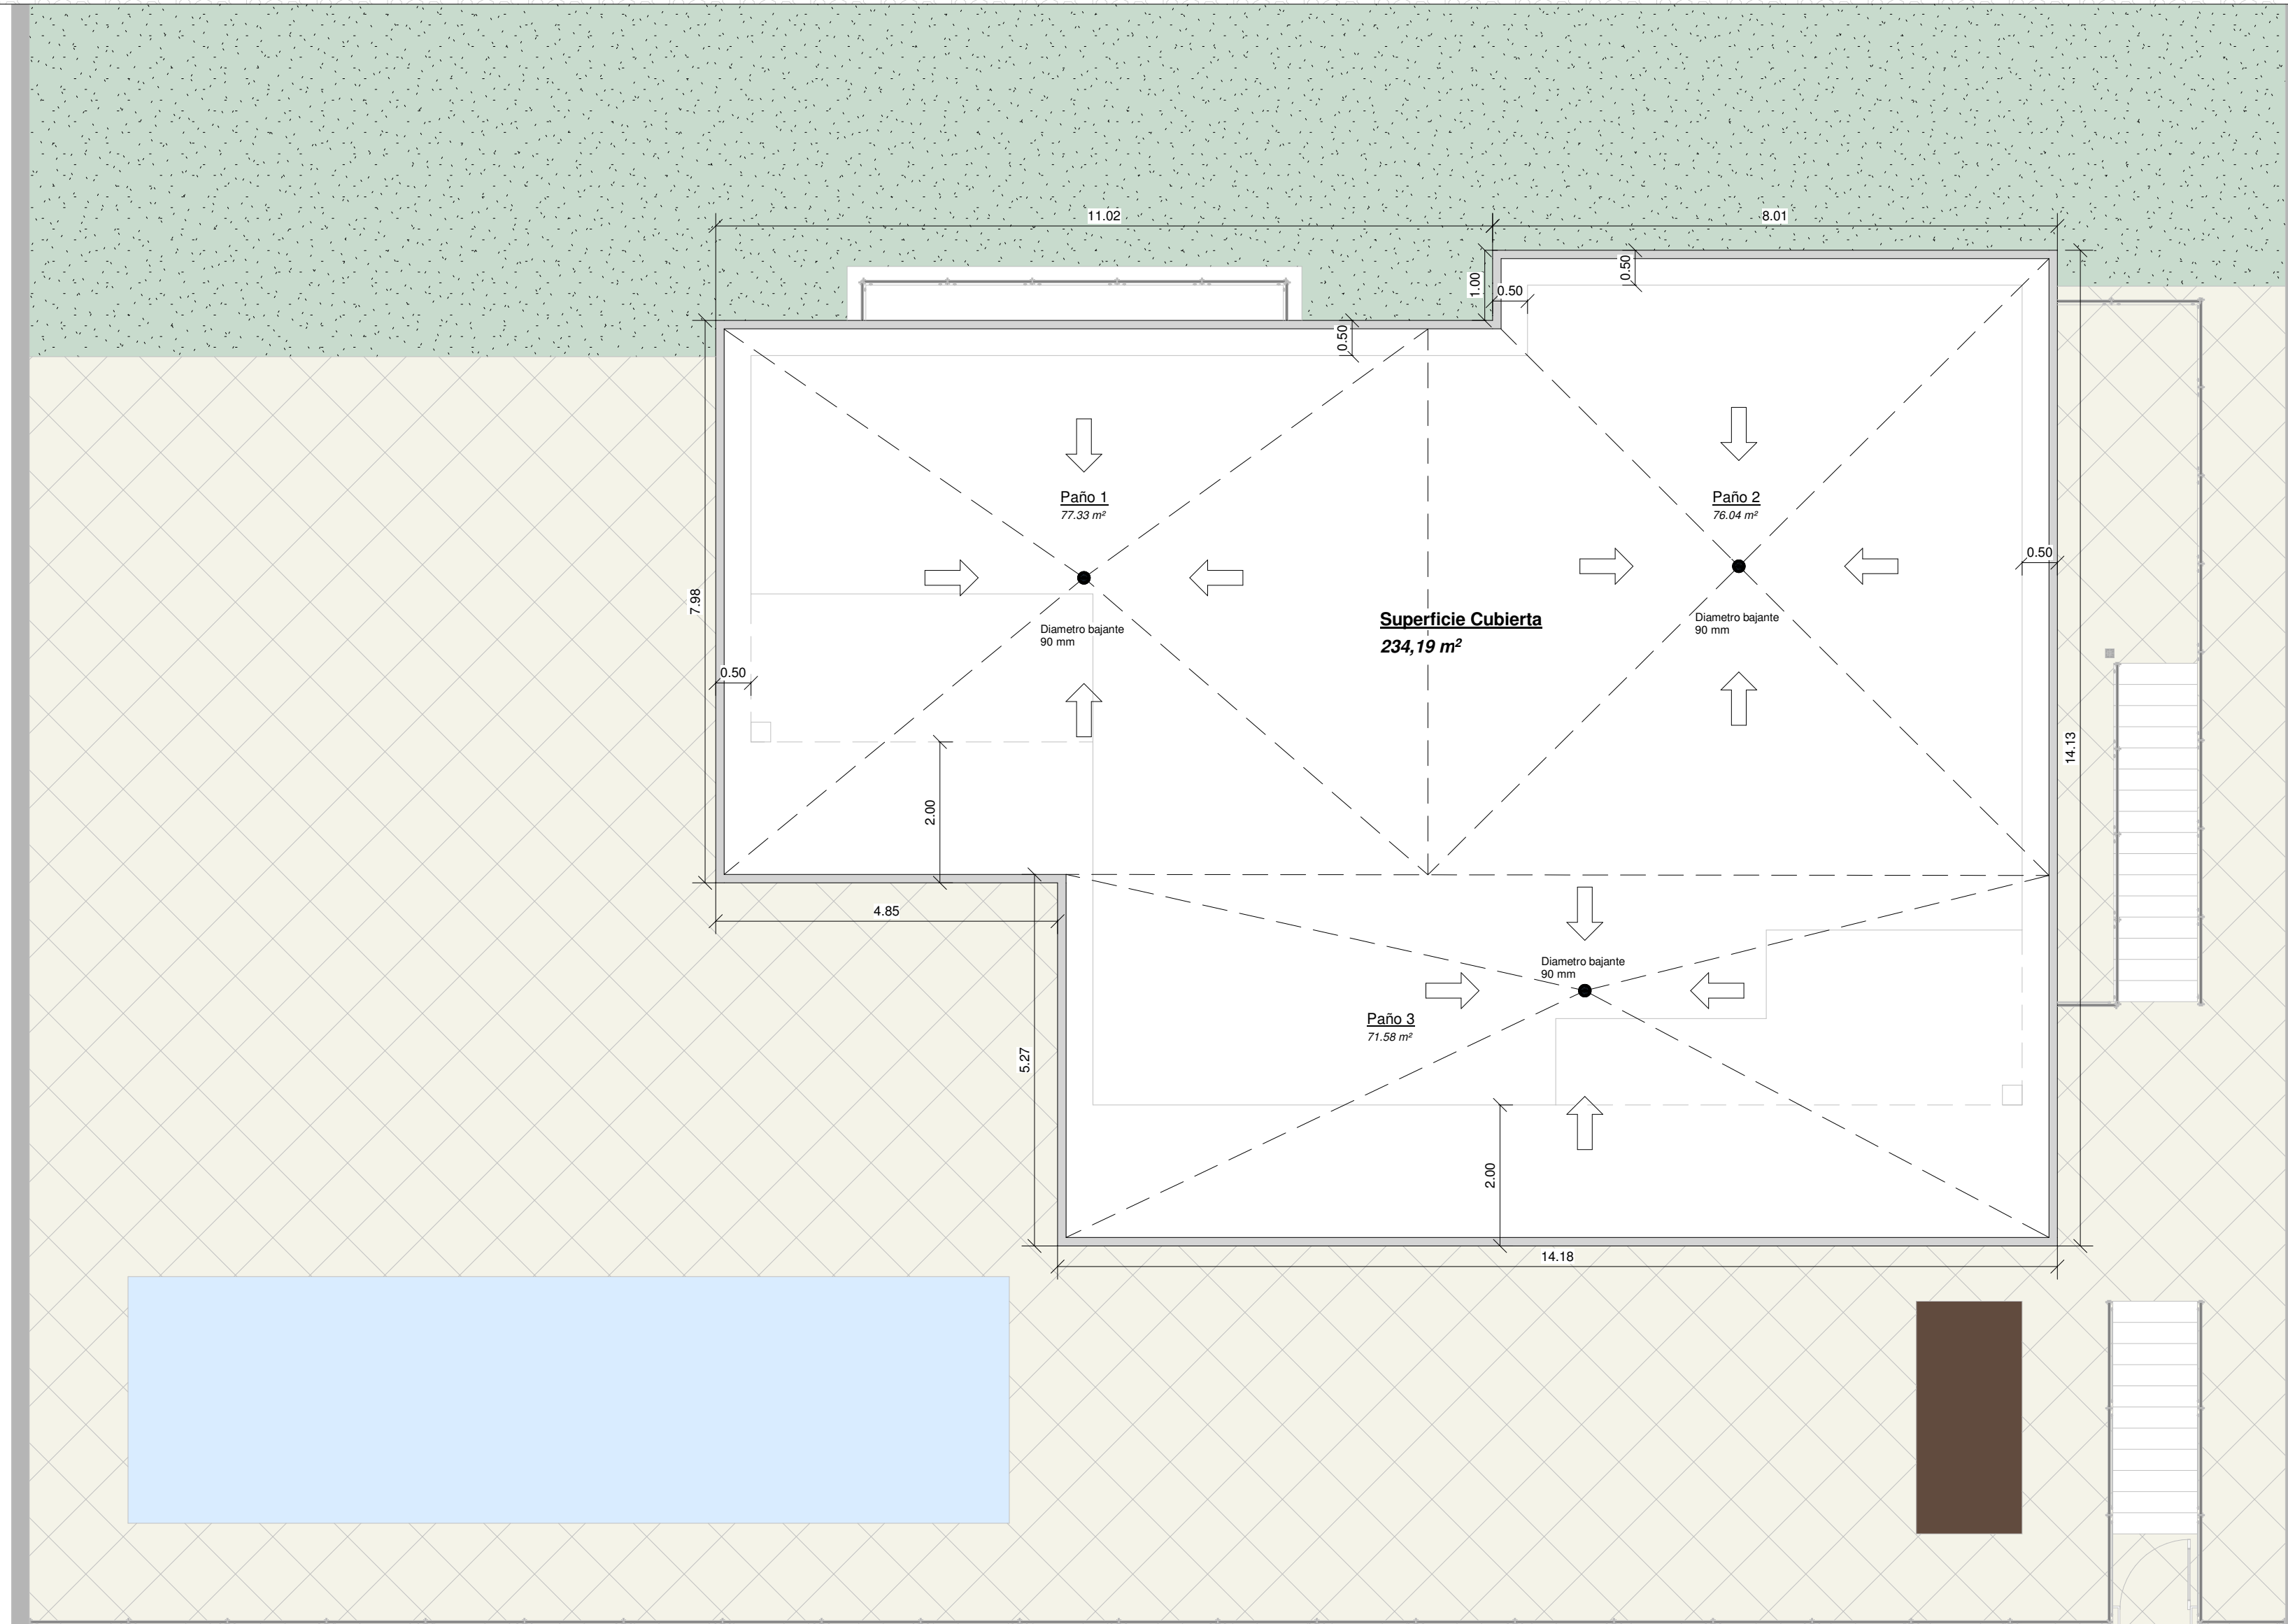 11.02
8.01
0.50
1.00
0.50
0.50
Paño 1
77.33 m²
Paño 2
76.04 m²
0.50
7.98
Superficie Cubierta
234,19 m²
Diametro bajante
90 mm
Diametro bajante
90 mm
0.50
14.13
2.00
4.85
Diametro bajante
90 mm
Paño 3
71.58 m²
5.27
2.00
14.18